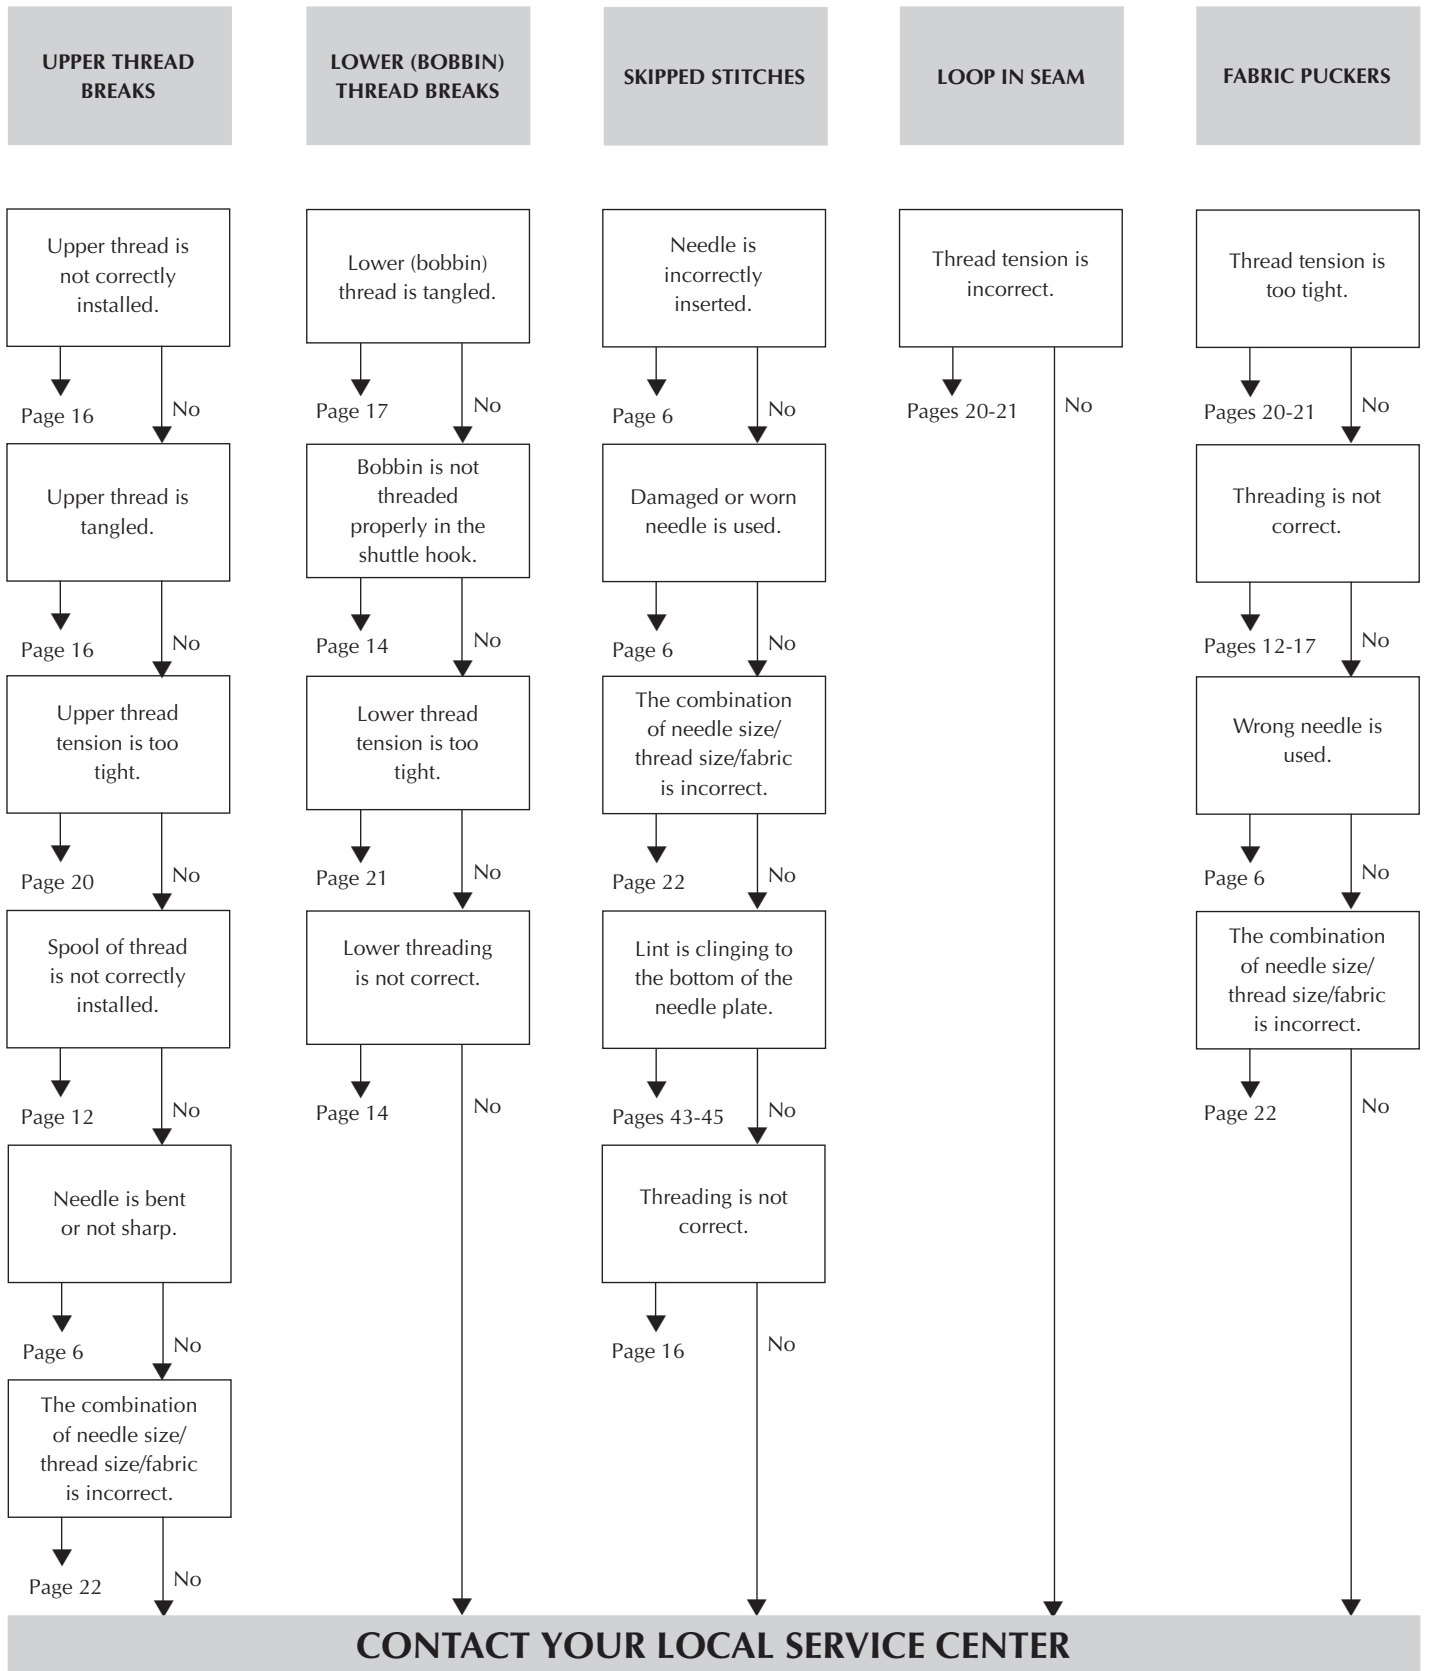 UPPER THREAD
BREAKS
Upper thread is
not correctly
installed.
Page 16
No
Upper thread is
tangled.
Page 16
No
Upper thread
tension is too
tight.
Page 20
No
Spool of thread
is not correctly
installed.
Page 12
No
Needle is bent
or not sharp.
Page 6
No
The combination
of needle size/
thread size/fabric
is incorrect.
Page 22
No
LOWER (BOBBIN)
THREAD BREAKS
Lower (bobbin)
thread is tangled.
Page 17
No
Bobbin is not
threaded
properly in the
shuttle hook.
Page 14
No
Lower thread
tension is too
tight.
Page 21
No
Lower threading
is not correct.
Page 14
No
SKIPPED STITCHES
Needle is
incorrectly
inserted.
Page 6
No
Damaged or worn
needle is used.
Page 6
No
The combination
of needle size/
thread size/fabric
is incorrect.
Page 22
No
Lint is clinging to
the bottom of the
needle plate.
Pages 43-45
No
Threading is not
correct.
Page 16
No
LOOP IN SEAM
Thread tension is
incorrect.
Pages 20-21
No
FABRIC PUCKERS
Thread tension is
too tight.
Pages 20-21
No
Threading is not
correct.
Pages 12-17
No
Wrong needle is
used.
Page 6
No
The combination
of needle size/
thread size/fabric
is incorrect.
Page 22
No
CONTACT YOUR LOCAL SERVICE CENTER